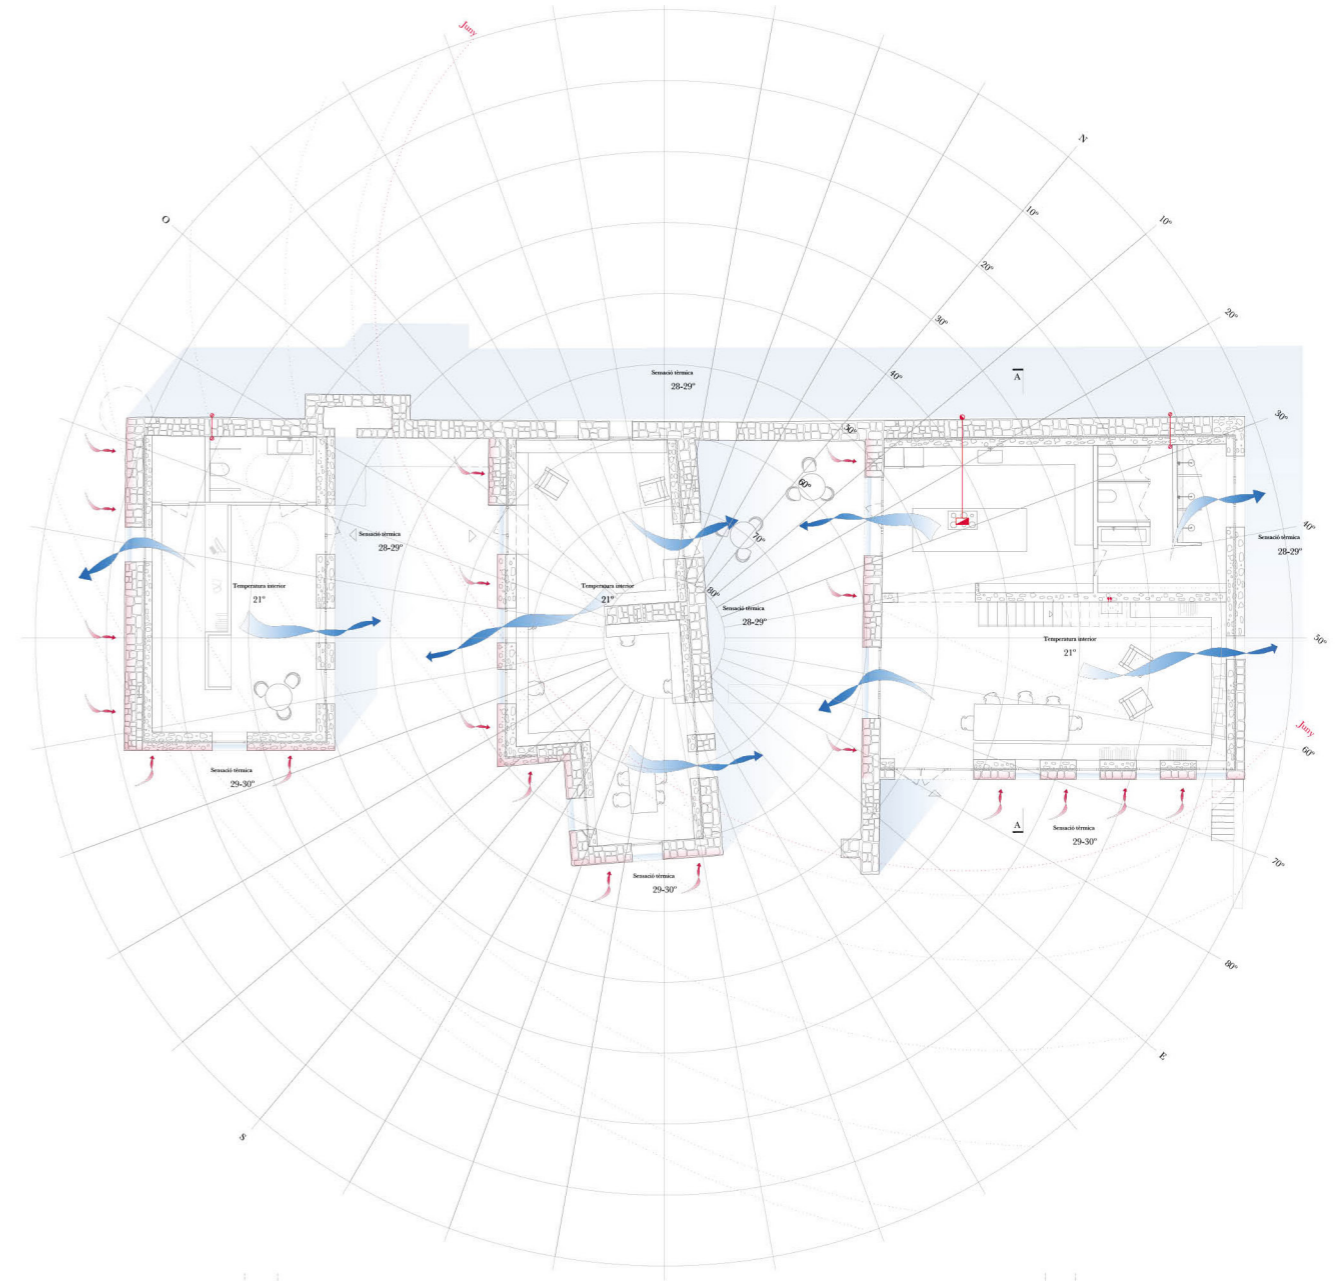 Juny
N
10°
10°
O
20°
20°
30°
A
Sensació tèrmica
28-29°
40°
30°
50°
60°
40°
Sensació tèrmica
28-29°
Sensació tèrmica
28-29°
70°
Temperatura interior
21°
Temperatura interior
21°
80°
Sensació tèrmica
28-29°
Temperatura interior
21°
50°
Juny
60°
Sensació tèrmica
29-30°
A
Sensació tèrmica
29-30°
70°
Sensació tèrmica
29-30°
80°
E
S